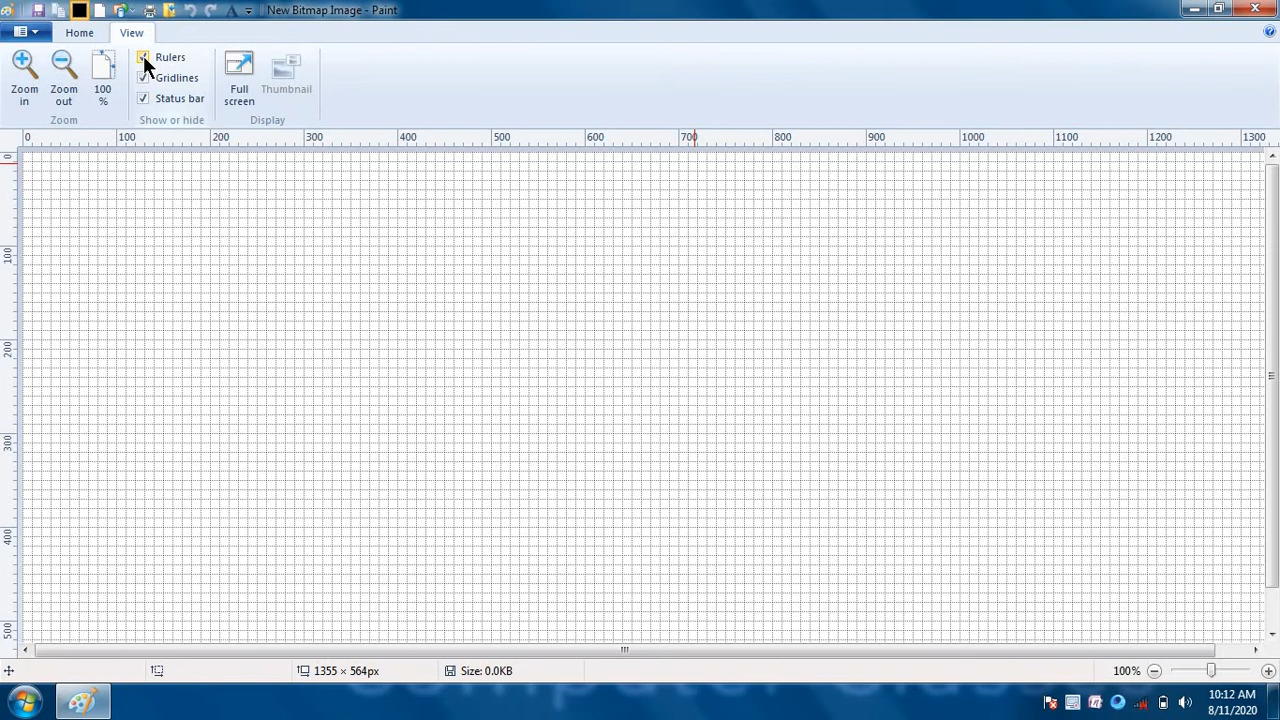 New Bitmap Image - Paint
Home View
Zoom in
Zoom out
100 %
Rulers
Gridlines
Status bar
Full screen
Thumbnail
Zoom
Show or hide
Display
0 100 200 300 400 500 600 700 800 900 1000 1100 1200 1300
0
100
200
300
400
500
1355 × 564px
Size: 0.0KB
100%
10:12 AM
8/11/2020